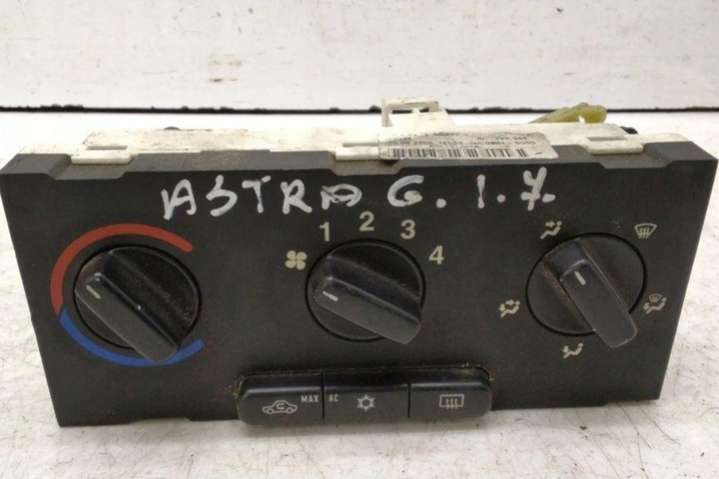 ASTRA G. 1.7.
1 2 3 4
MAX AC